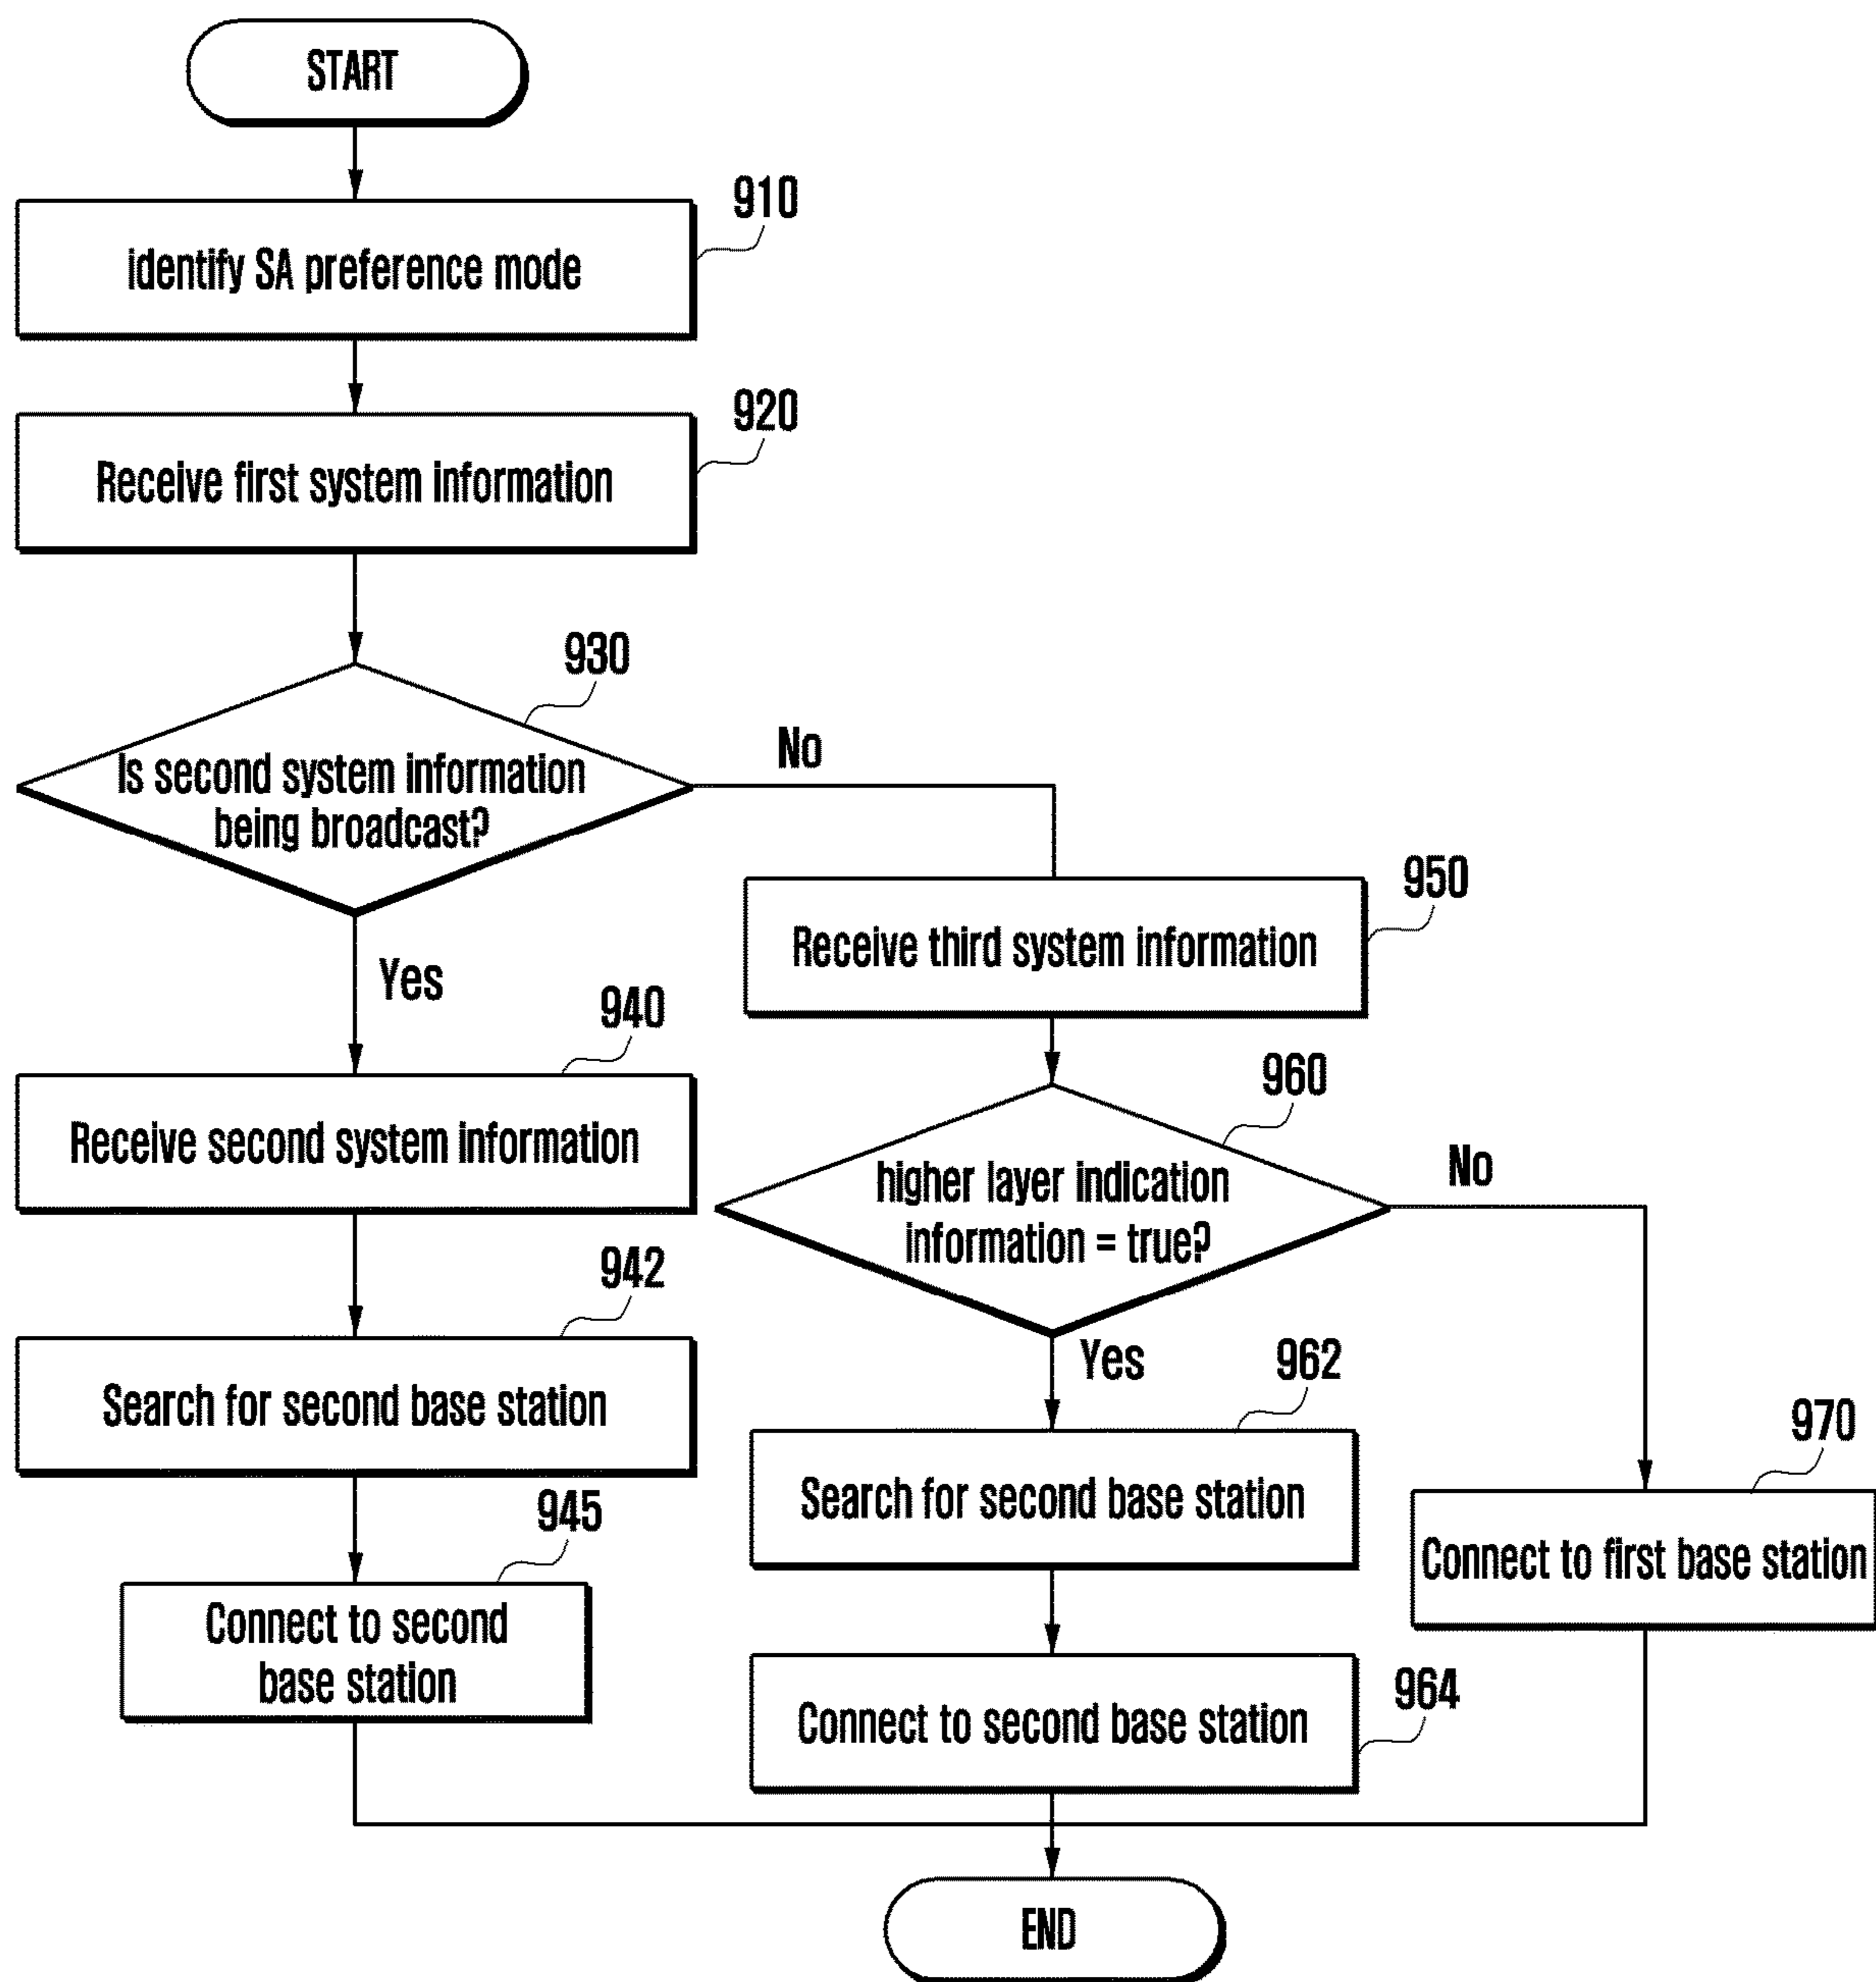 START
910
identify SA preference mode
920
Receive first system information
930
Is second system information
being broadcast?
No
Yes
950
Receive third system information
940
Receive second system information
960
higher layer indication
information = true?
No
Yes
942
Search for second base station
962
Search for second base station
970
Connect to first base station
945
Connect to second
base station
964
Connect to second base station
END